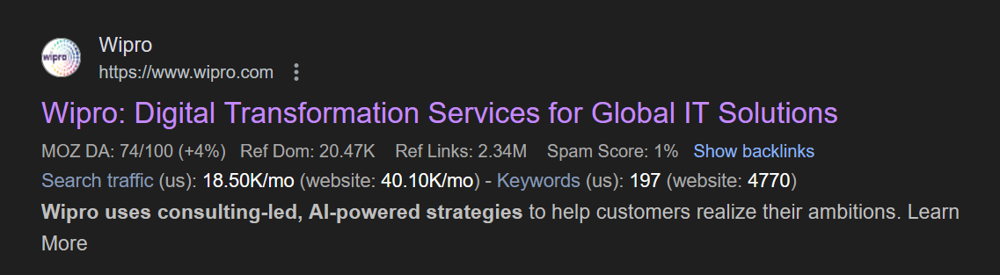 wipro
Wipro
https://www.wipro.com
Wipro: Digital Transformation Services for Global IT Solutions
MOZ DA: 74/100 (+4%) Ref Dom: 20.47K Ref Links: 2.34M Spam Score: 1% Show backlinks
Search traffic (us): 18.50K/mo (website: 40.10K/mo) - Keywords (us): 197 (website: 4770)
Wipro uses consulting-led, AI-powered strategies to help customers realize their ambitions. Learn
More